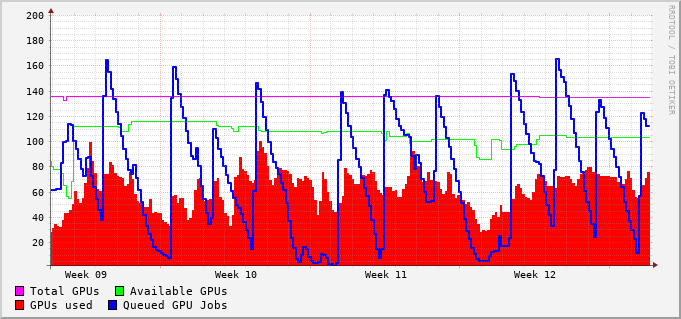 200
180
160
140
120
100
80
60
40
20
Week 09 Week 10 Week 11 Week 12
Total GPUs Available GPUs
GPUs used Queued GPU Jobs
RRDTOOL / TOBI OETIKER